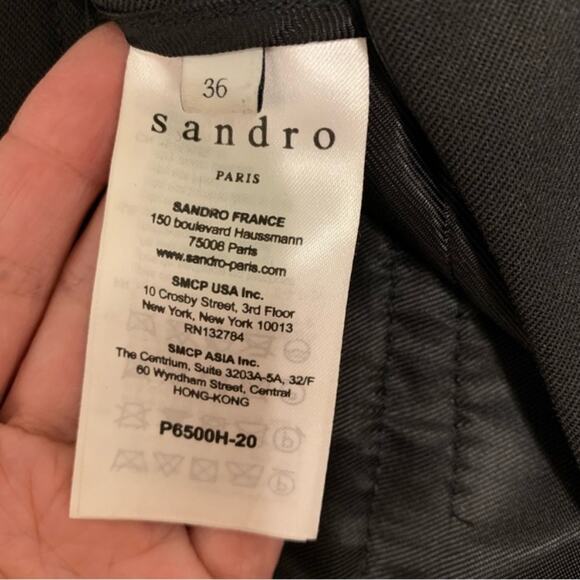 36
sandro
PARIS
SANDRO FRANCE
150 boulevard Haussmann
75008 Paris
www.sandro-paris.com
SMCP USA Inc.
10 Crosby Street, 3rd Floor
New York, New York 10013
RN132784
SMCP ASIA Inc.
The Centrium, Suite 3203A-5A, 32/F
60 Wyndham Street, Central
HONG-KONG
P6500H-20